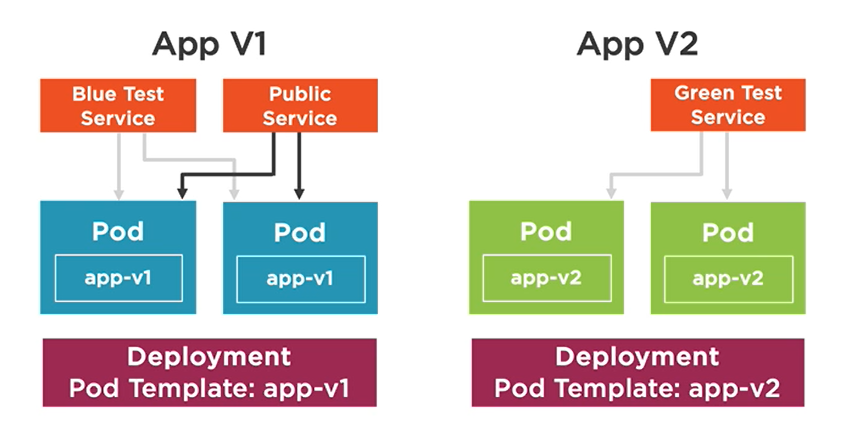 App V1
Blue Test
Service
Public
Service
Pod
app-v1
Pod
app-v1
Deployment
Pod Template: app-v1
App V2
Green Test
Service
Pod
app-v2
Pod
app-v2
Deployment
Pod Template: app-v2